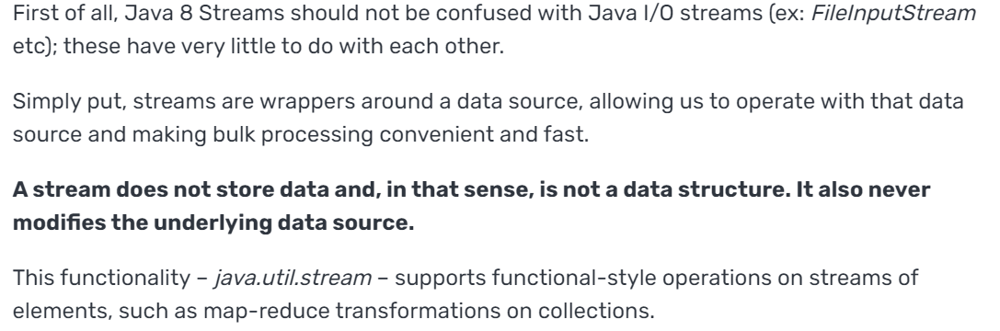 First of all, Java 8 Streams should not be confused with Java I/O streams (ex: FileInputStream
etc); these have very little to do with each other.
Simply put, streams are wrappers around a data source, allowing us to operate with that data
source and making bulk processing convenient and fast.
A stream does not store data and, in that sense, is not a data structure. It also never
modifies the underlying data source.
This functionality – java.util.stream – supports functional-style operations on streams of
elements, such as map-reduce transformations on collections.